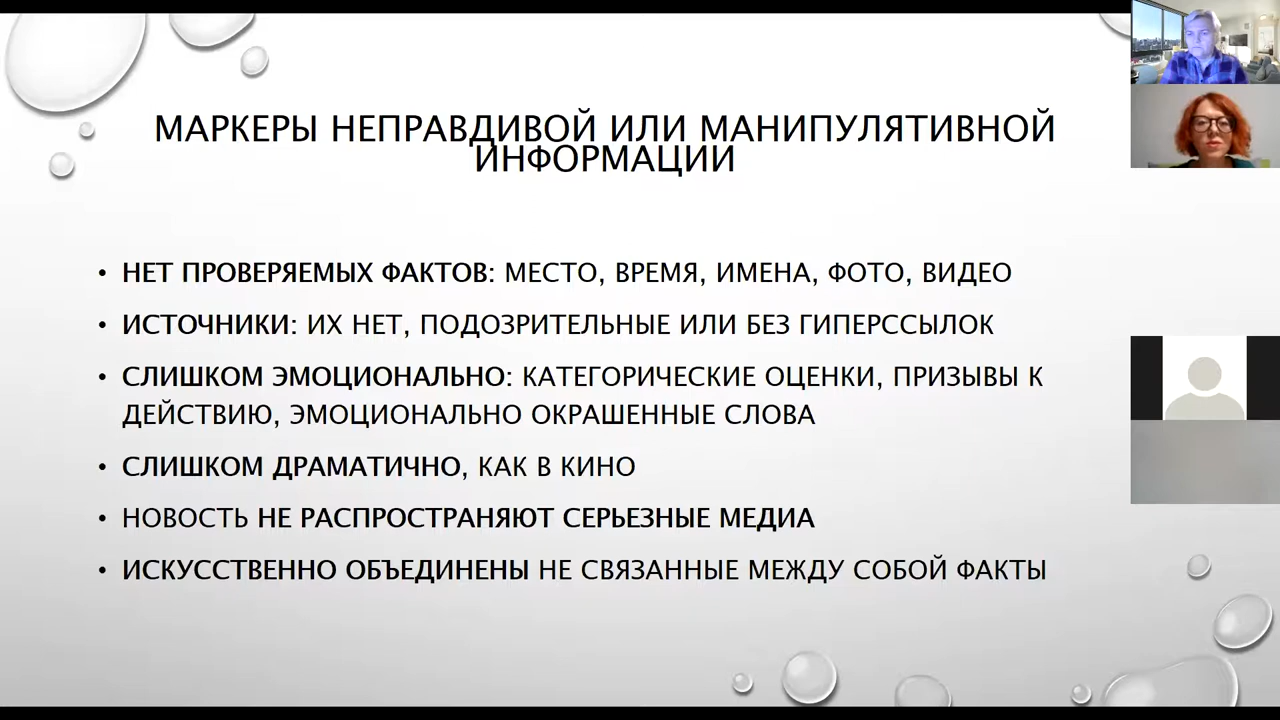 МАРКЕРЫ НЕПРАВДИВОЙ ИЛИ МАНИПУЛЯТИВНОЙ
ИНФОРМАЦИИ
• НЕТ ПРОВЕРЯЕМЫХ ФАКТОВ: МЕСТО, ВРЕМЯ, ИМЕНА, ФОТО, ВИДЕО
• ИСТОЧНИКИ: ИХ НЕТ, ПОДОЗРИТЕЛЬНЫЕ ИЛИ БЕЗ ГИПЕРССЫЛОК
• СЛИШКОМ ЭМОЦИОНАЛЬНО: КАТЕГОРИЧЕСКИЕ ОЦЕНКИ, ПРИЗЫВЫ К
ДЕЙСТВИЮ, ЭМОЦИОНАЛЬНО ОКРАШЕННЫЕ СЛОВА
• СЛИШКОМ ДРАМАТИЧНО, КАК В КИНО
• НОВОСТЬ НЕ РАСПРОСТРАНЯЮТ СЕРЬЕЗНЫЕ МЕДИА
• ИСКУССТВЕННО ОБЪЕДИНЕНЫ НЕ СВЯЗАННЫЕ МЕЖДУ СОБОЙ ФАКТЫ